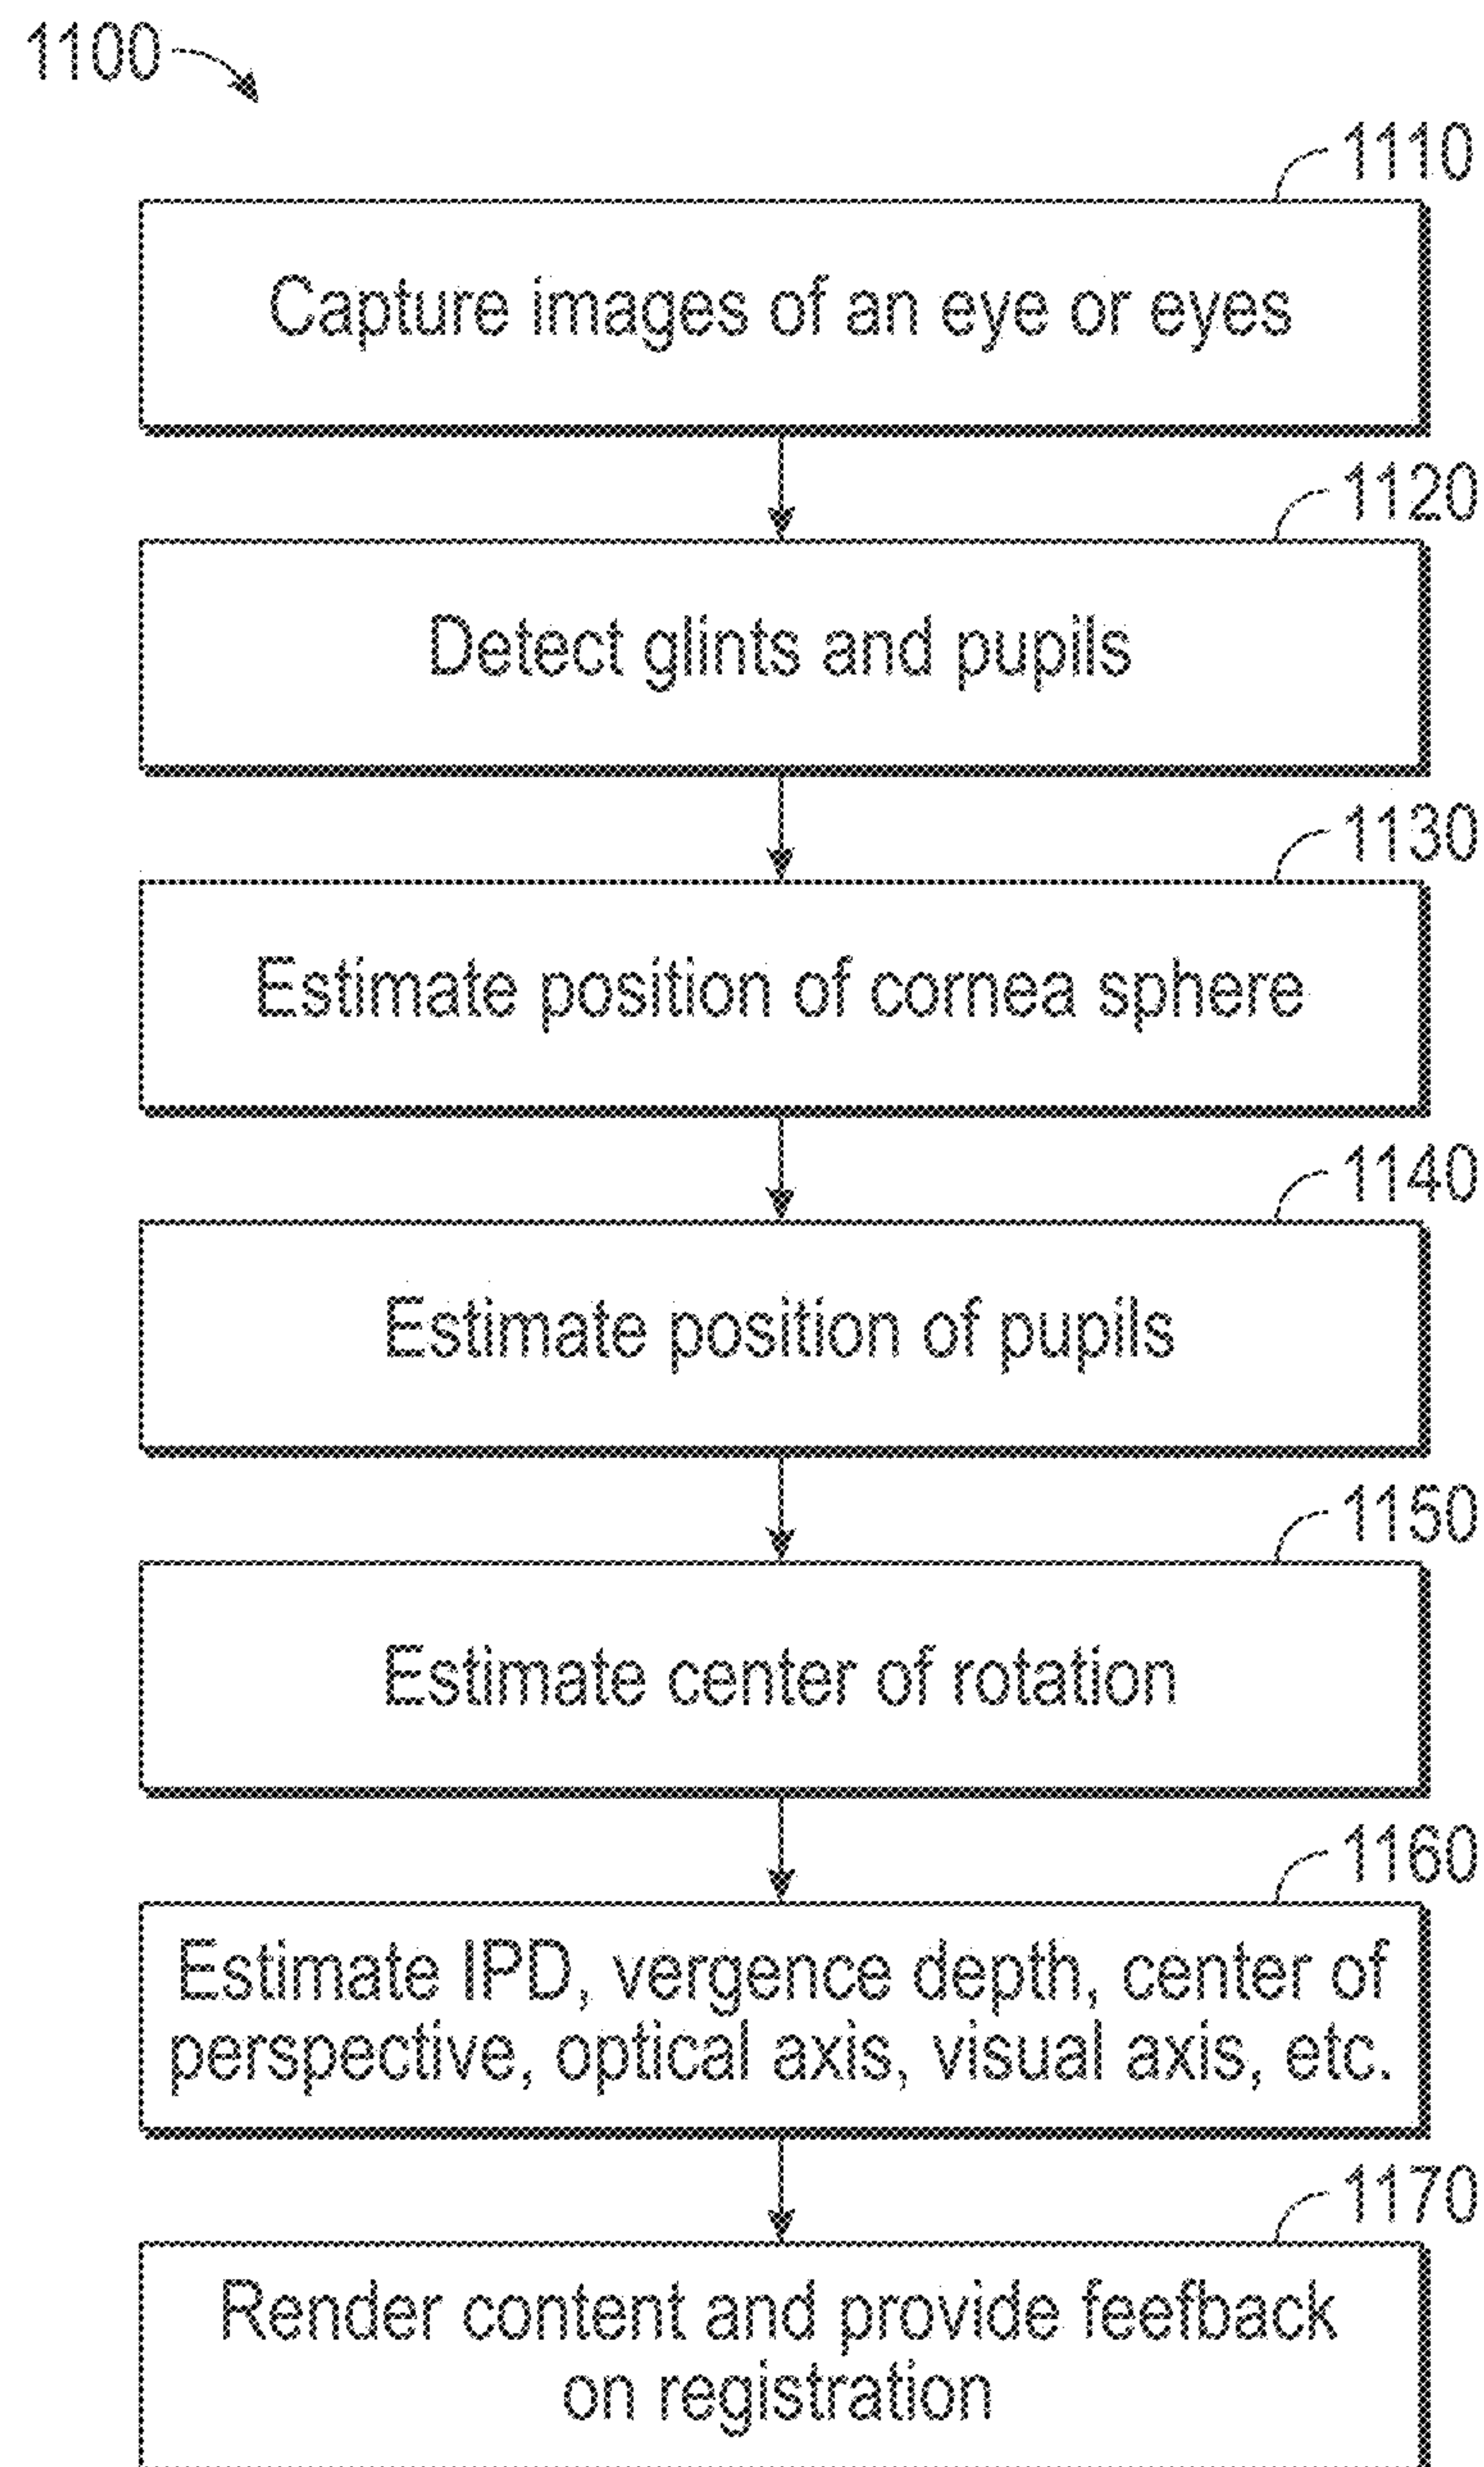 1100
1110
Capture images of an eye or eyes
1120
Detect glints and pupils
1130
Estimate position of cornea sphere
1140
Estimate position of pupils
1150
Estimate center of rotation
1160
Estimate IPD, vergence depth, center of
perspective, optical axis, visual axis, etc.
1170
Render content and provide feefback
on registration